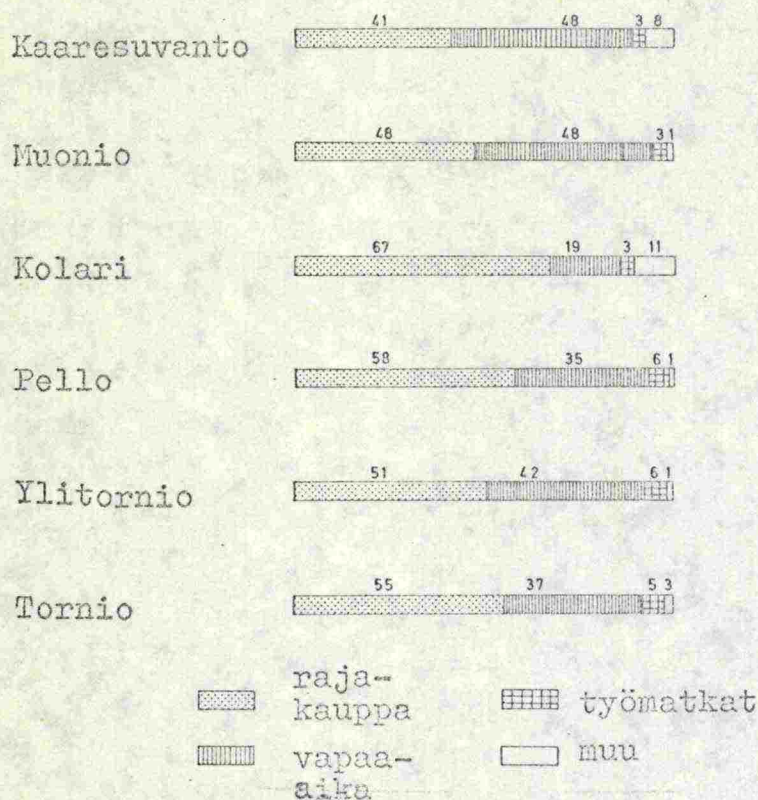 41 48 3 8
Kaaresuvanto
48 48 3 1
Muonio
67 19 3 11
Kolari
58 35 6 1
Pello
51 42 6 1
Ylitornio
55 37 5 3
Tornio
raja-
kauppa
työmatkat
vapaa-
aika
muu